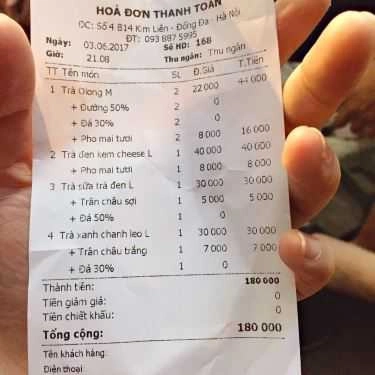 HOÁ ĐƠN THANH TOÁN
ĐC: Số 4 B14 Kim Liên - Đống Đa - Hà Nội
ĐT: 093 887 5995
Ngày: 03.06.2017 Số HD: 168
Giờ: 21:08 Thu ngân: Thu ngân
TT Tên món SL Đ.Giá T.Tiền
1 Trà Olong M 2 22 000 44 000
+ Đường 50% 2 0
+ Đá 30% 2 0
+ Pho mai tươi 2 8 000 16 000
2 Trà đen kem cheese L 1 40 000 40 000
+ Pho mai tươi 1 8 000 8 000
3 Trà sữa trà đen L 1 30 000 30 000
+ Trân châu sợi 1 5 000 5 000
+ Đá 50% 1 0
4 Trà xanh chanh leo L 1 30 000 30 000
+ Trân châu trắng 1 7 000 7 000
+ Đá 30% 1 0 0
Thành tiền: 180 000
Tiền giảm giá: 0
Tiền chiết khấu: 0
Tổng cộng: 180 000
Tên khách hàng:
Điện thoại: